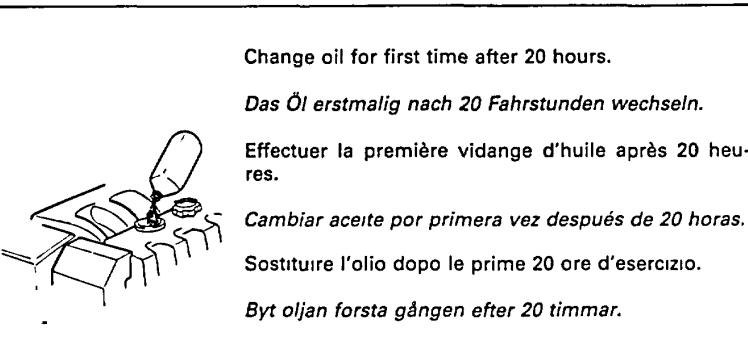 Change oil for first time after 20 hours.
Das Öl erstmalig nach 20 Fahrstunden wechseln.
Effectuer la première vidange d'huile après 20 heu-
res.
Cambiar aceite por primera vez después de 20 horas.
Sostituire l'olio dopo le prime 20 ore d'esercizio.
Byt oljan forsta gången efter 20 timmar.